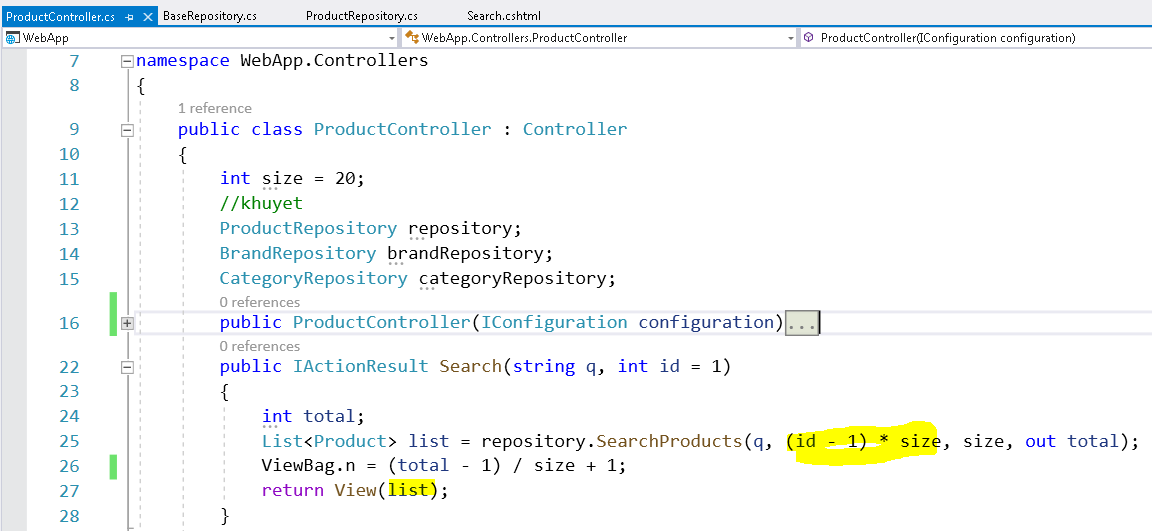 ProductController.cs BaseRepository.cs ProductRepository.cs Search.cshtml
WebApp WebApp.Controllers.ProductController ProductController(IConfiguration configuration)
7 namespace WebApp.Controllers
8 {
1 reference
9 public class ProductController : Controller
10 {
11 int size = 20;
12 //khuyet
13 ProductRepository repository;
14 BrandRepository brandRepository;
15 CategoryRepository categoryRepository;
0 references
16 public ProductController(IConfiguration configuration)...
0 references
22 public IActionResult Search(string q, int id = 1)
23 {
24 int total;
25 List<Product> list = repository.SearchProducts(q, (id - 1) * size, size, out total);
26 ViewBag.n = (total - 1) / size + 1;
27 return View(list);
28 }